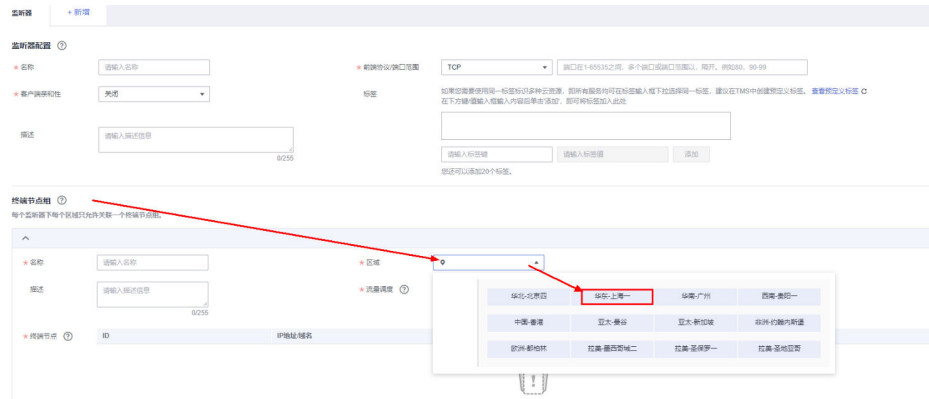 监听器 + 新增
监听器配置 ?
* 名称 请输入名称 * 前端协议/端口范围 TCP 端口在1-65535之间，多个端口或端口范围以，隔开。例如80，90-99
* 客户端亲和性 关闭 标签 如果您需要使用同一标签标识多种云资源，即所有服务均可在标签输入框下拉选择同一标签，建议在TMS中创建预定义标签。 查看预定义标签
在下方键/值输入框输入内容后单击‘添加’，即可将标签加入此处
描述 请输入描述信息
0/255
请输入标签键 请输入标签值 添加
您还可以添加20个标签。
终端节点组 ?
每个监听器下每个区域只允许关联一个终端节点组。
* 名称 请输入名称 * 区域
描述 请输入描述信息 * 流量调度 ?
0/255
华北-北京四 华东-上海一 华南-广州 西南-贵阳一
中国-香港 亚太-曼谷 亚太-新加坡 非洲-约翰内斯堡
欧洲-都柏林 拉美-墨西哥城二 拉美-圣保罗一 拉美-圣地亚哥
* 终端节点 ? ID IP地址/域名